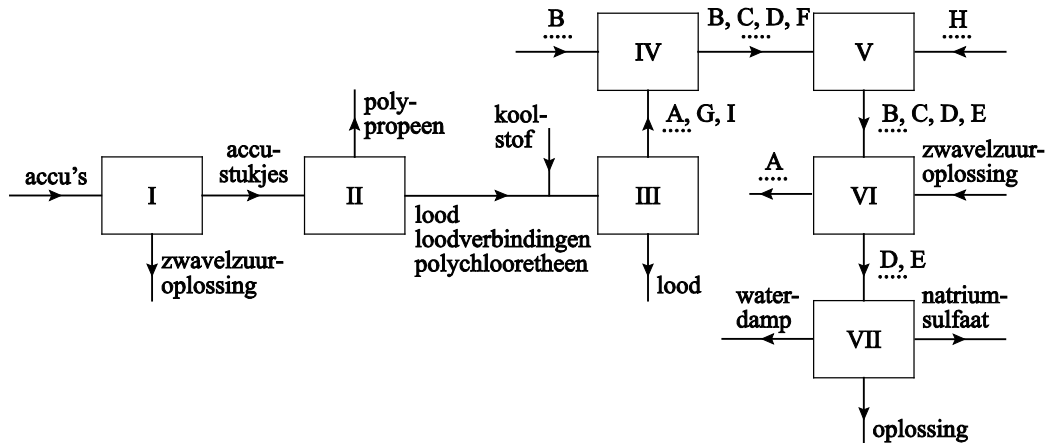 B
B, C, D, F
H
IV
V
poly-
propeen
kool-
stof
A, G, I
B, C, D, E
accu's
accu-
stukjes
I
II
III
A
VI
zwavelzuur-
oplossing
lood
loodverbindingen
polychlooretheen
zwavelzuur-
oplossing
lood
D, E
water-
damp
natrium-
sulfaat
VII
oplossing